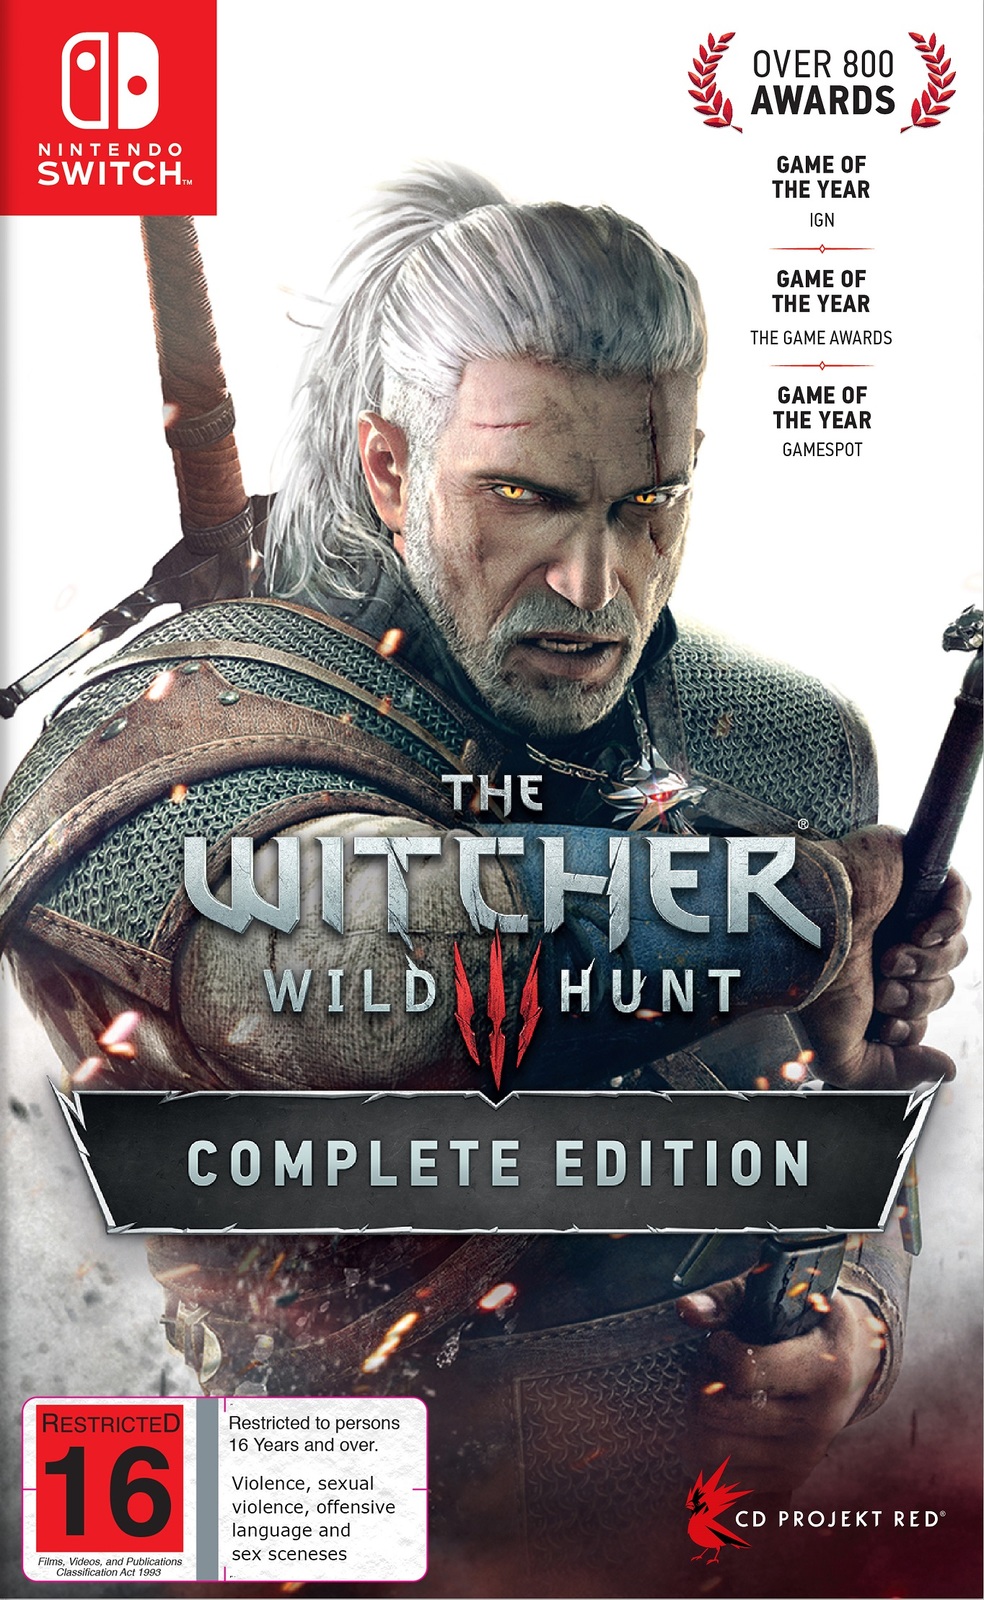 NINTENDO
SWITCH™
OVER 800
AWARDS
GAME OF
THE YEAR
IGN
GAME OF
THE YEAR
THE GAME AWARDS
GAME OF
THE YEAR
GAMESPOT
THE
WITCHER®
WILD HUNT
COMPLETE EDITION
RESTRICTED
16
Films, Videos, and Publications
Classification Act 1993
Restricted to persons
16 Years and over.
Violence, sexual
violence, offensive
language and
sex sceneses
CD PROJEKT RED®